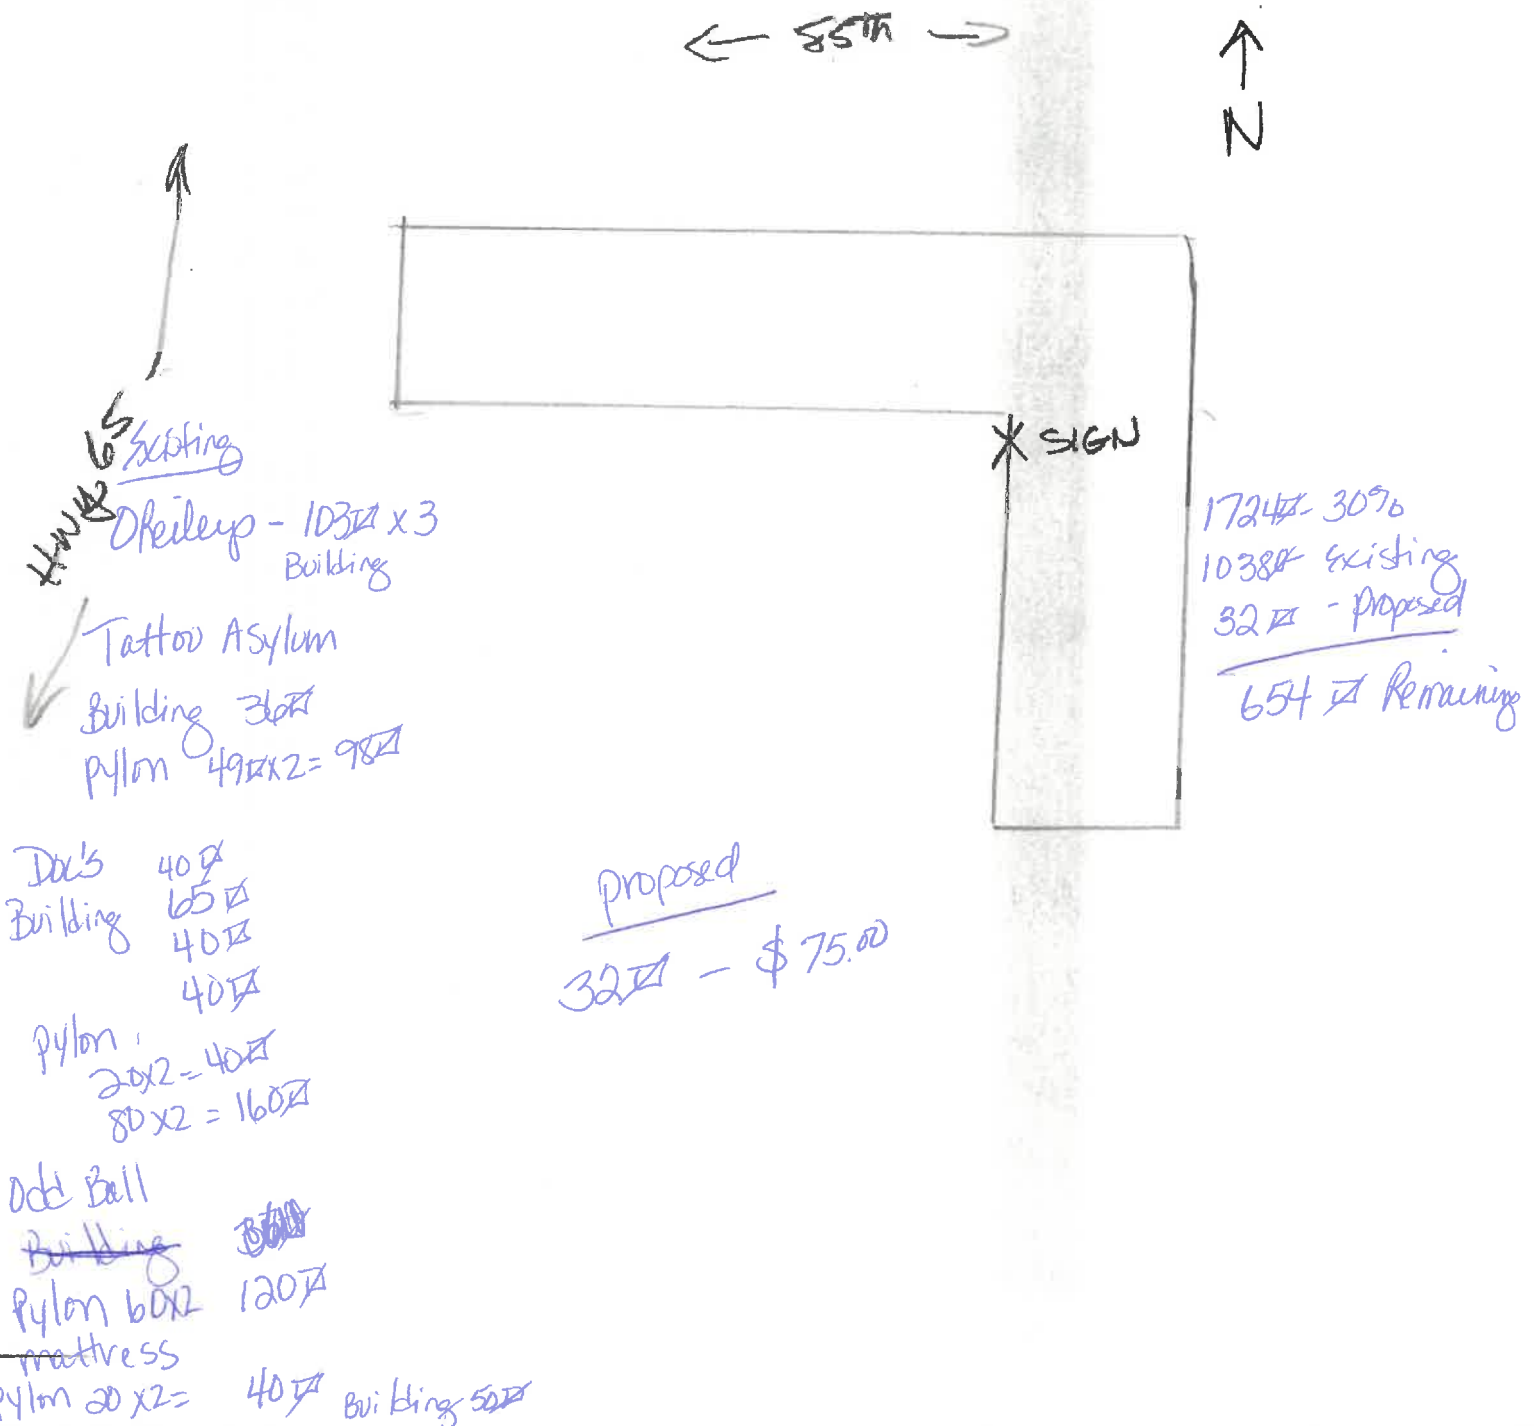 ← 85TH →
↑
N
HWY 65
SIGN
Existing
OReileys - 103⍁ x 3
Building
Tattoo Asylum
Building 36⍁
Pylon 49⍁x2= 98⍁
Doc's 40⍁
Building 65⍁
40⍁
40⍁
Pylon
20x2=40⍁
80x2=160⍁
Odd Ball
Building
Pylon 60x2 120⍁
mattress
Pylon 20x2= 40⍁ Building 50⍁
proposed
32⍁ - $75.00
1724⍁- 30%
1038⍁ Existing
32⍁ - Proposed
654⍁ Remaining